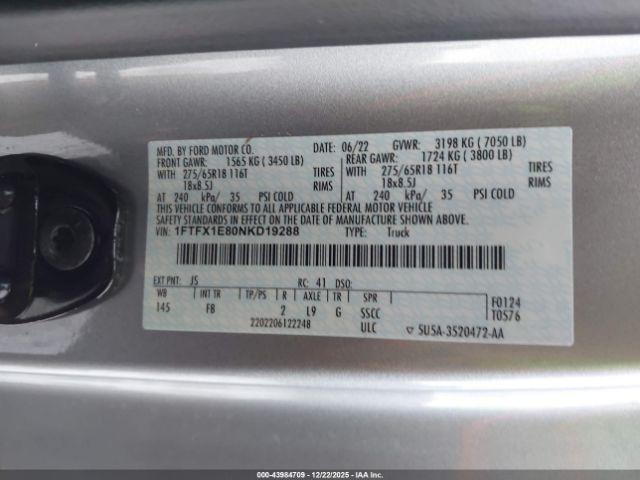 MFD. BY FORD MOTOR CO. DATE: 06/22 GVWR: 3198 KG ( 7050 LB)
FRONT GAWR: 1565 KG ( 3450 LB) REAR GAWR: 1724 KG ( 3800 LB)
WITH 275/65R18 116T TIRES WITH 275/65R18 116T TIRES
18x8.5J RIMS 18x8.5J RIMS
AT 240 kPa/ 35 PSI COLD AT 240 kPa/ 35 PSI COLD
THIS VEHICLE CONFORMS TO ALL APPLICABLE FEDERAL MOTOR VEHICLE
SAFETY STANDARDS IN EFFECT ON THE DATE OF MANUFACTURE SHOWN ABOVE.
VIN: 1FTFX1E80NKD19288 TYPE: Truck
EXT PNT: JS RC: 41 DSO:
WB INT TR TP/PS R AXLE TR SPR F0124
145 FB 2 L9 G SSCC T0576
2202206122248 ULC ▽ SU5A-3520472-AA
000-43984709 - 12/22/2025 - COPYRIGHT © IAA, LLC